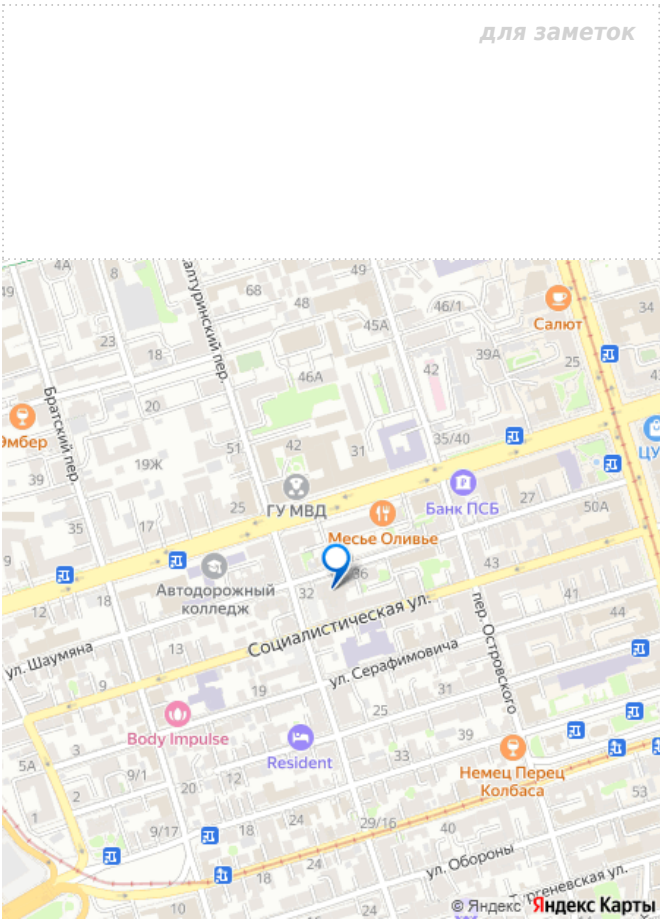 для заметок
4А
8
49
49
68
48
46/1
34
Салют
45А
алтуринский пер.
23
18
39А
25
46А
42
Братский пер.
20
Эмбер
ЦУ
51
42
31
35/40
19Ж
39
ГУ МВД
Банк ПСБ
27
50А
25
35
17
Месье Оливье
9
43
36
Автодорожный
колледж
32
12
18
41
44
Социалистическая ул.
пер. Островского
ул. Шаумяна
13
ул. Серафимовича
9
19
31
25
Body Impulse
3
39
Resident
33
5А
9/1
20
12
Немец Перец
Колбаса
1
2
53
9/17
18
24
29/16
40
ул. Обороны
10
18
24
24
Тургеневская ул.
© Яндекс Яндекс Карты